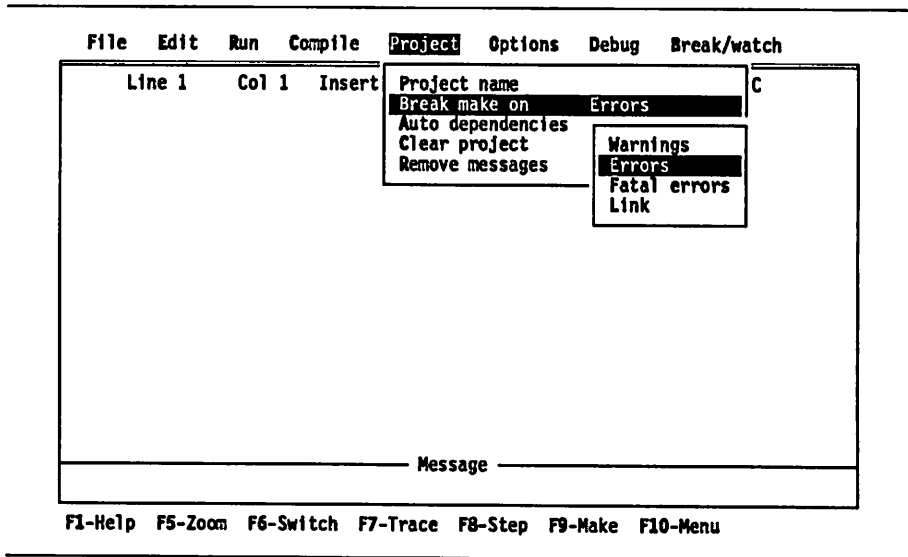 File Edit Run Compile Project Options Debug Break/watch
Line 1 Col 1 Insert C
Project name
Break make on Errors
Auto dependencies
Clear project
Remove messages
Warnings
Errors
Fatal errors
Link
Message
F1-Help F5-Zoom F6-Switch F7-Trace F8-Step F9-Make F10-Menu